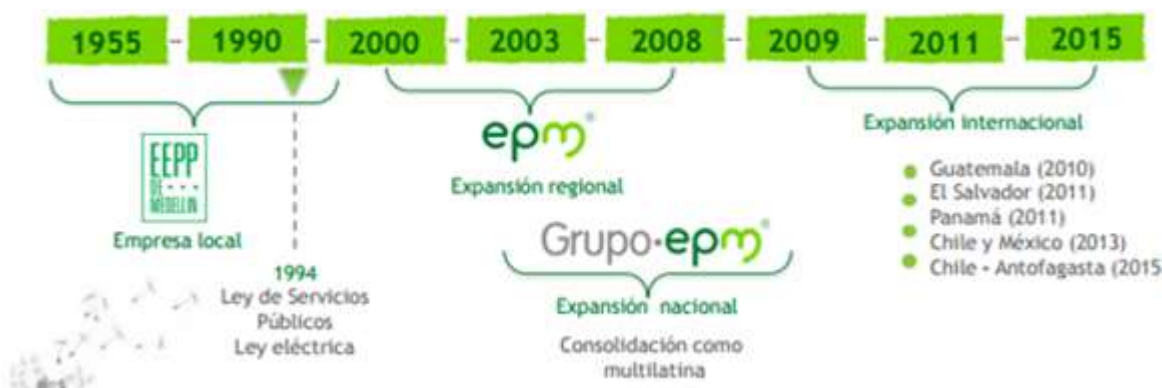 1955 - 1990 - 2000 - 2003 - 2008 - 2009 - 2011 - 2015
EEPP
DE
MEDELLIN
Empresa local
1994
Ley de Servicios
Públicos
Ley eléctrica
epm®
Expansión regional
Grupo·epm®
Expansión nacional
Consolidación como
multilatina
Expansión internacional
Guatemala (2010)
El Salvador (2011)
Panamá (2011)
Chile y México (2013)
Chile - Antofagasta (2015